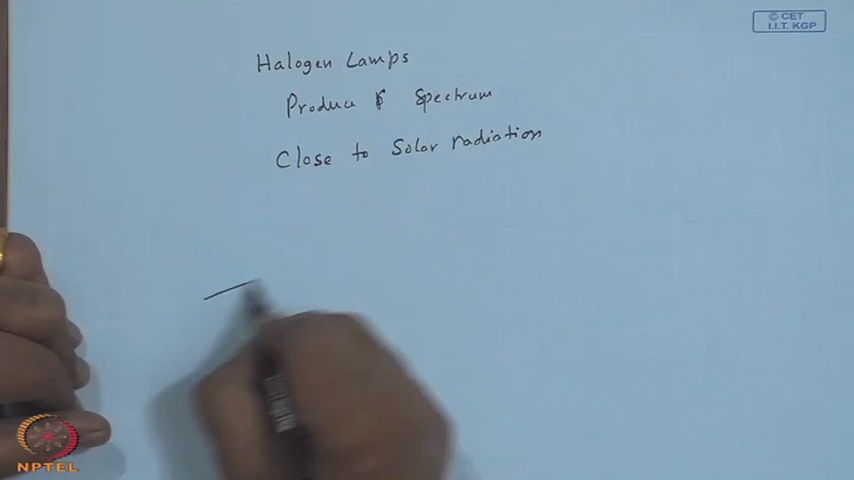 © CET
I.I.T. KGP
Halogen Lamps
Produce Spectrum
Close to Solar radiation
NPTEL